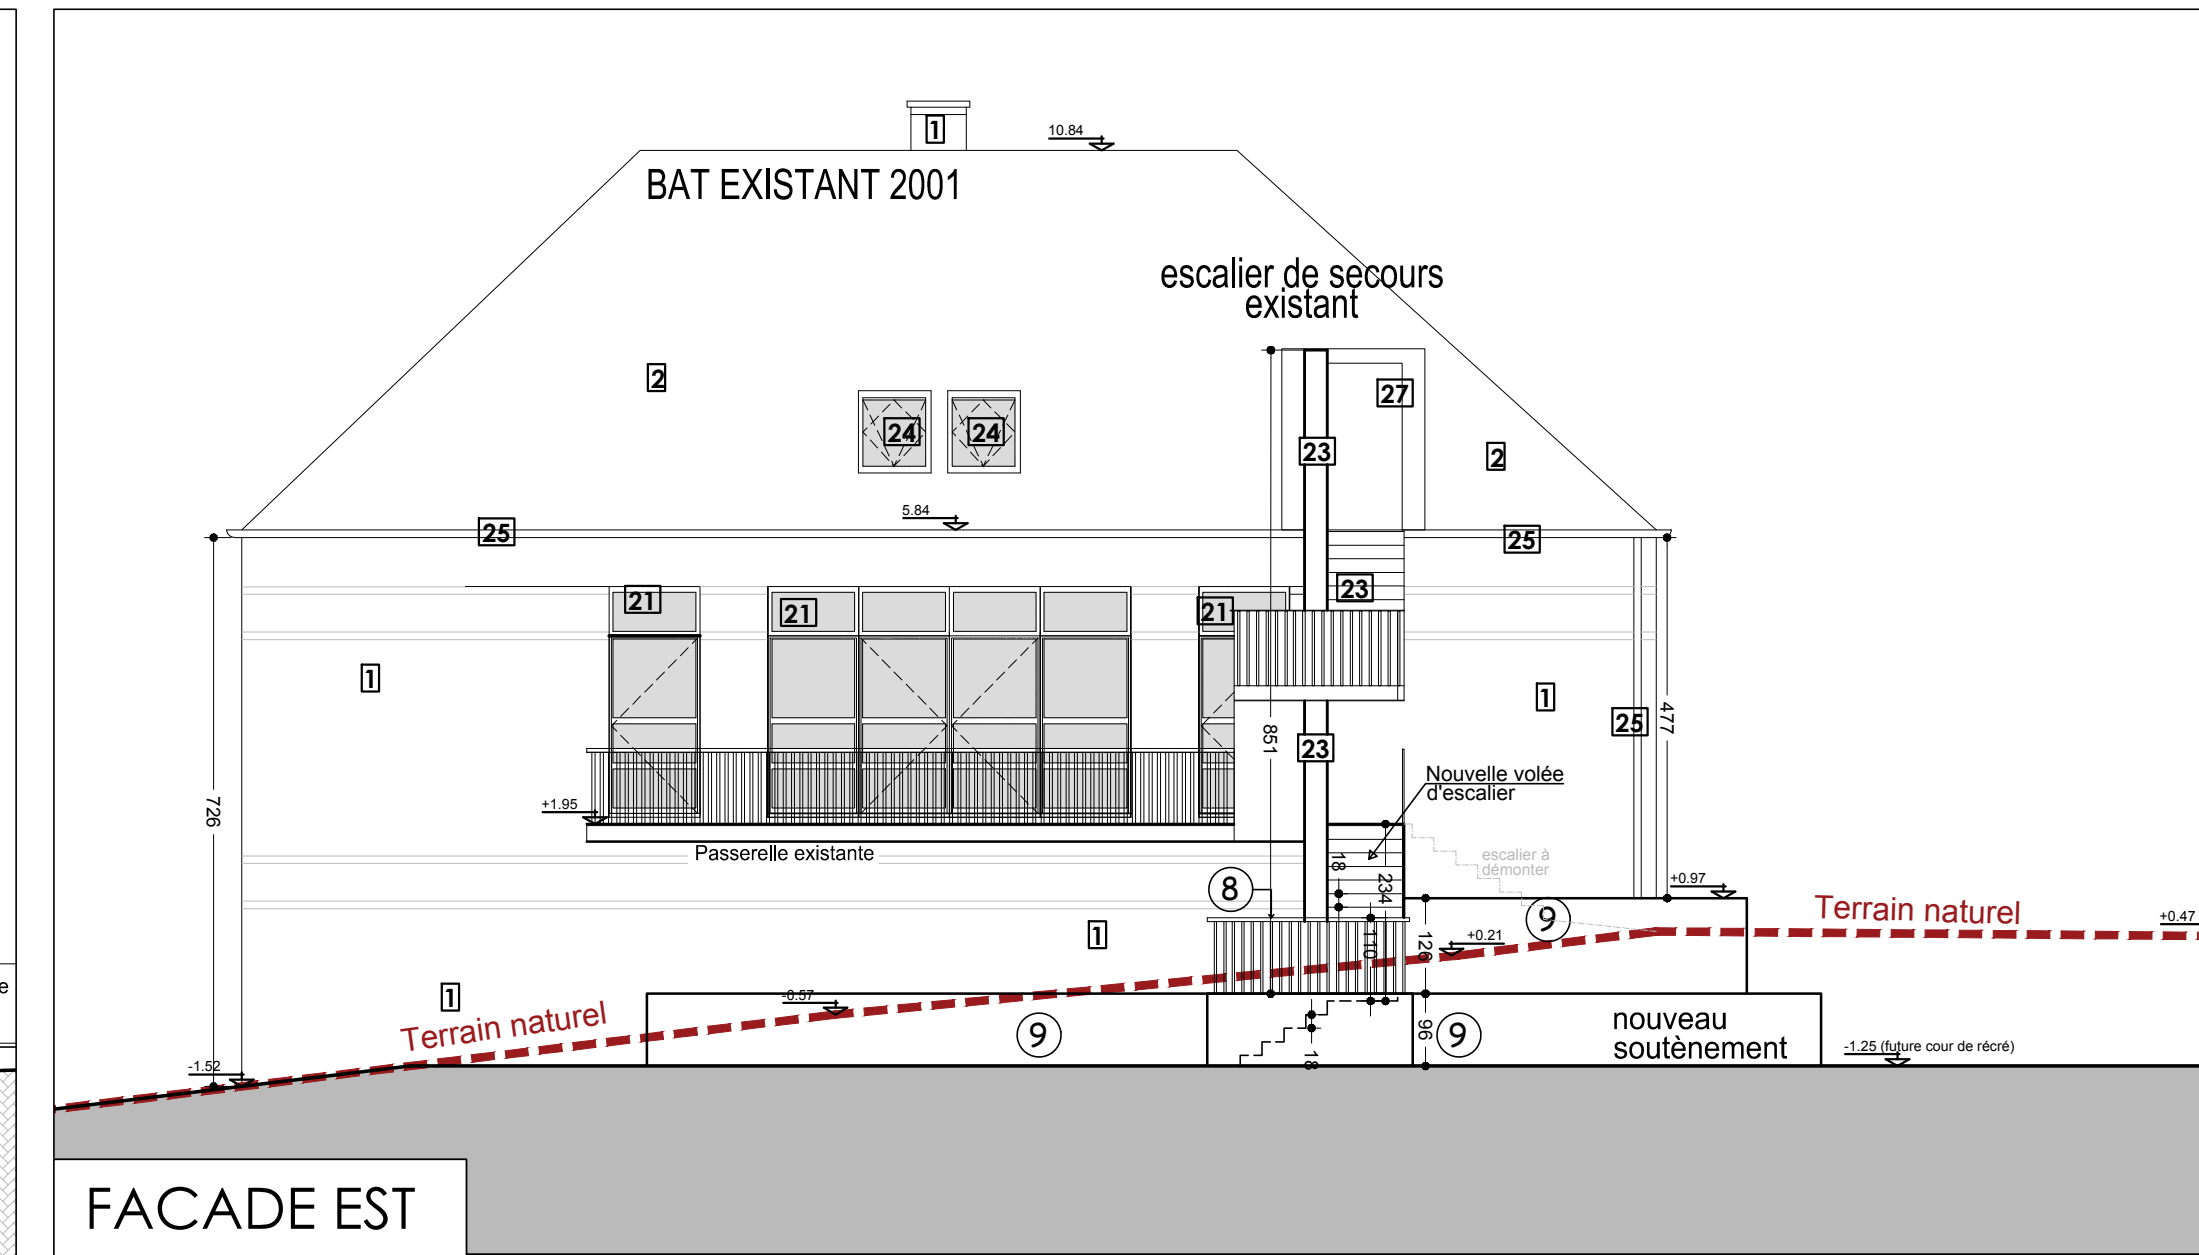 1
10.84
BAT EXISTANT 2001
escalier de secours
existant
2
27
24
24
23
2
5.84
25
25
21
21
21
23
1
1
25
477
851
23
726
Nouvelle volée
d'escalier
+1.95
Passerelle existante
18
234
escalier à
démonter
8
+0.97
9
Terrain naturel
+0.47
1
110
126
+0.21
1
-0.57
Terrain naturel
e
9
9
96
18
nouveau
soutènement
-1.25 (future cour de récré)
-1.52
FACADE EST